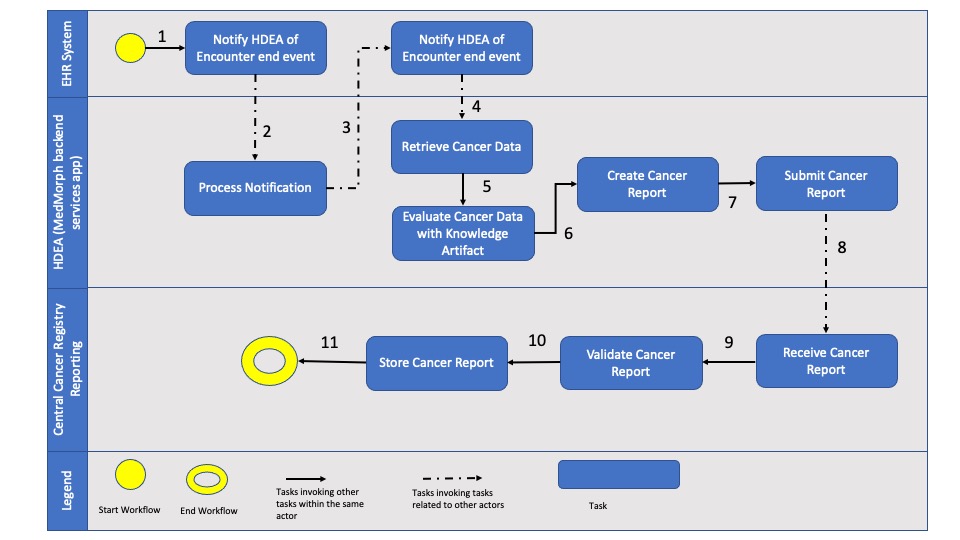 EHR System
1
Notify HDEA of
Encounter end event
Notify HDEA of
Encounter end event
2
3
4
HDEA (MedMorph backend
services app)
Process Notification
Retrieve Cancer Data
5
Evaluate Cancer Data
with Knowledge
Artifact
6
Create Cancer
Report
7
Submit Cancer
Report
8
Central Cancer Registry
Reporting
11
Store Cancer Report
10
Validate Cancer
Report
9
Receive Cancer
Report
Legend
Start Workflow
End Workflow
Tasks invoking other
tasks within the same
actor
Tasks invoking tasks
related to other actors
Task